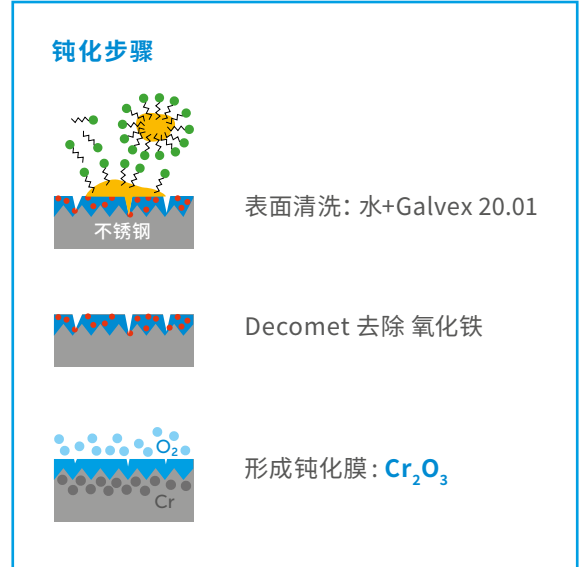 钝化步骤
不锈钢
表面清洗: 水+Galvex 20.01
Decomet 去除 氧化铁
O₂
Cr
形成钝化膜: Cr₂O₃